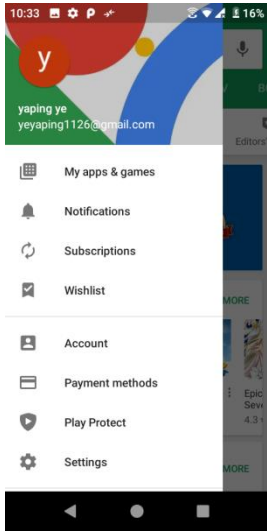 10:33
16%
y
yaping ye
yeyaping1126@gmail.com
Editors'
My apps & games
Notifications
Subscriptions
Wishlist
MORE
Account
Payment methods
Epic
Seve
Play Protect
4.3
Settings
MORE